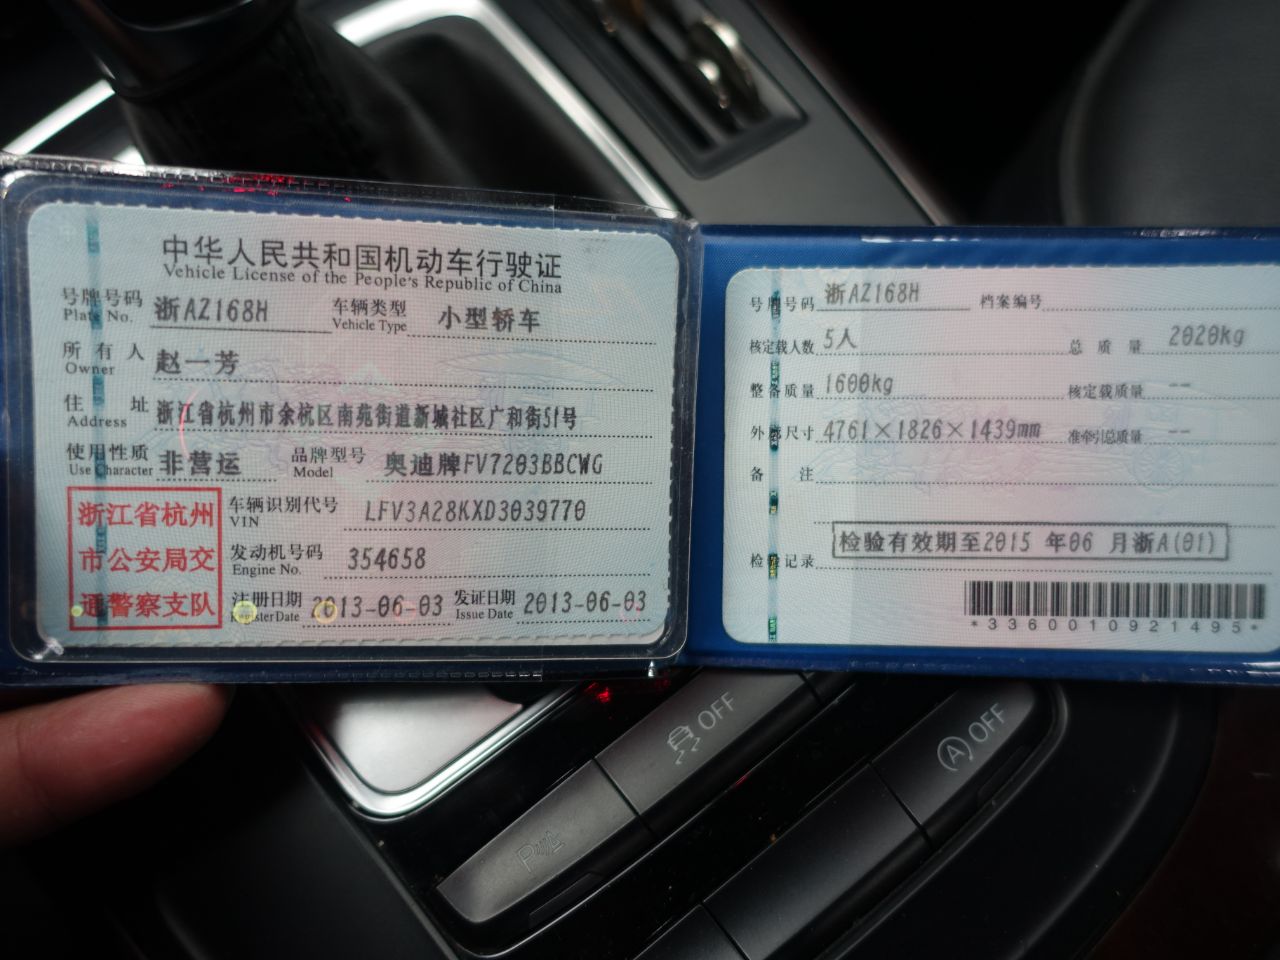 中华人民共和国机动车行驶证
Vehicle License of the People's Republic of China
号牌号码 浙AZ168H 车辆类型 小型轿车
Plate No. Vehicle Type
所有人 赵一芳
Owner
住址 浙江省杭州市余杭区南苑街道新城社区广和街51号
Address
使用性质 非营运 品牌型号 奥迪牌FV7203BBCWG
Use Character Model
浙江省杭州
市公安局交
通警察支队
车辆识别代号 LFV3A28KXD3039770
VIN
发动机号码 354658
Engine No.
注册日期 2013-06-03 发证日期 2013-06-03
Register Date Issue Date
号牌号码 浙AZ168H 档案编号
核定载人数 5人 总质量 2020kg
整备质量 1600kg 核定载质量 --
外廓尺寸 4761×1826×1439mm 准牵引总质量 --
备注
检验记录 检验有效期至2015 年06 月浙A(01)
*3360010921495*
OFF
A OFF
P